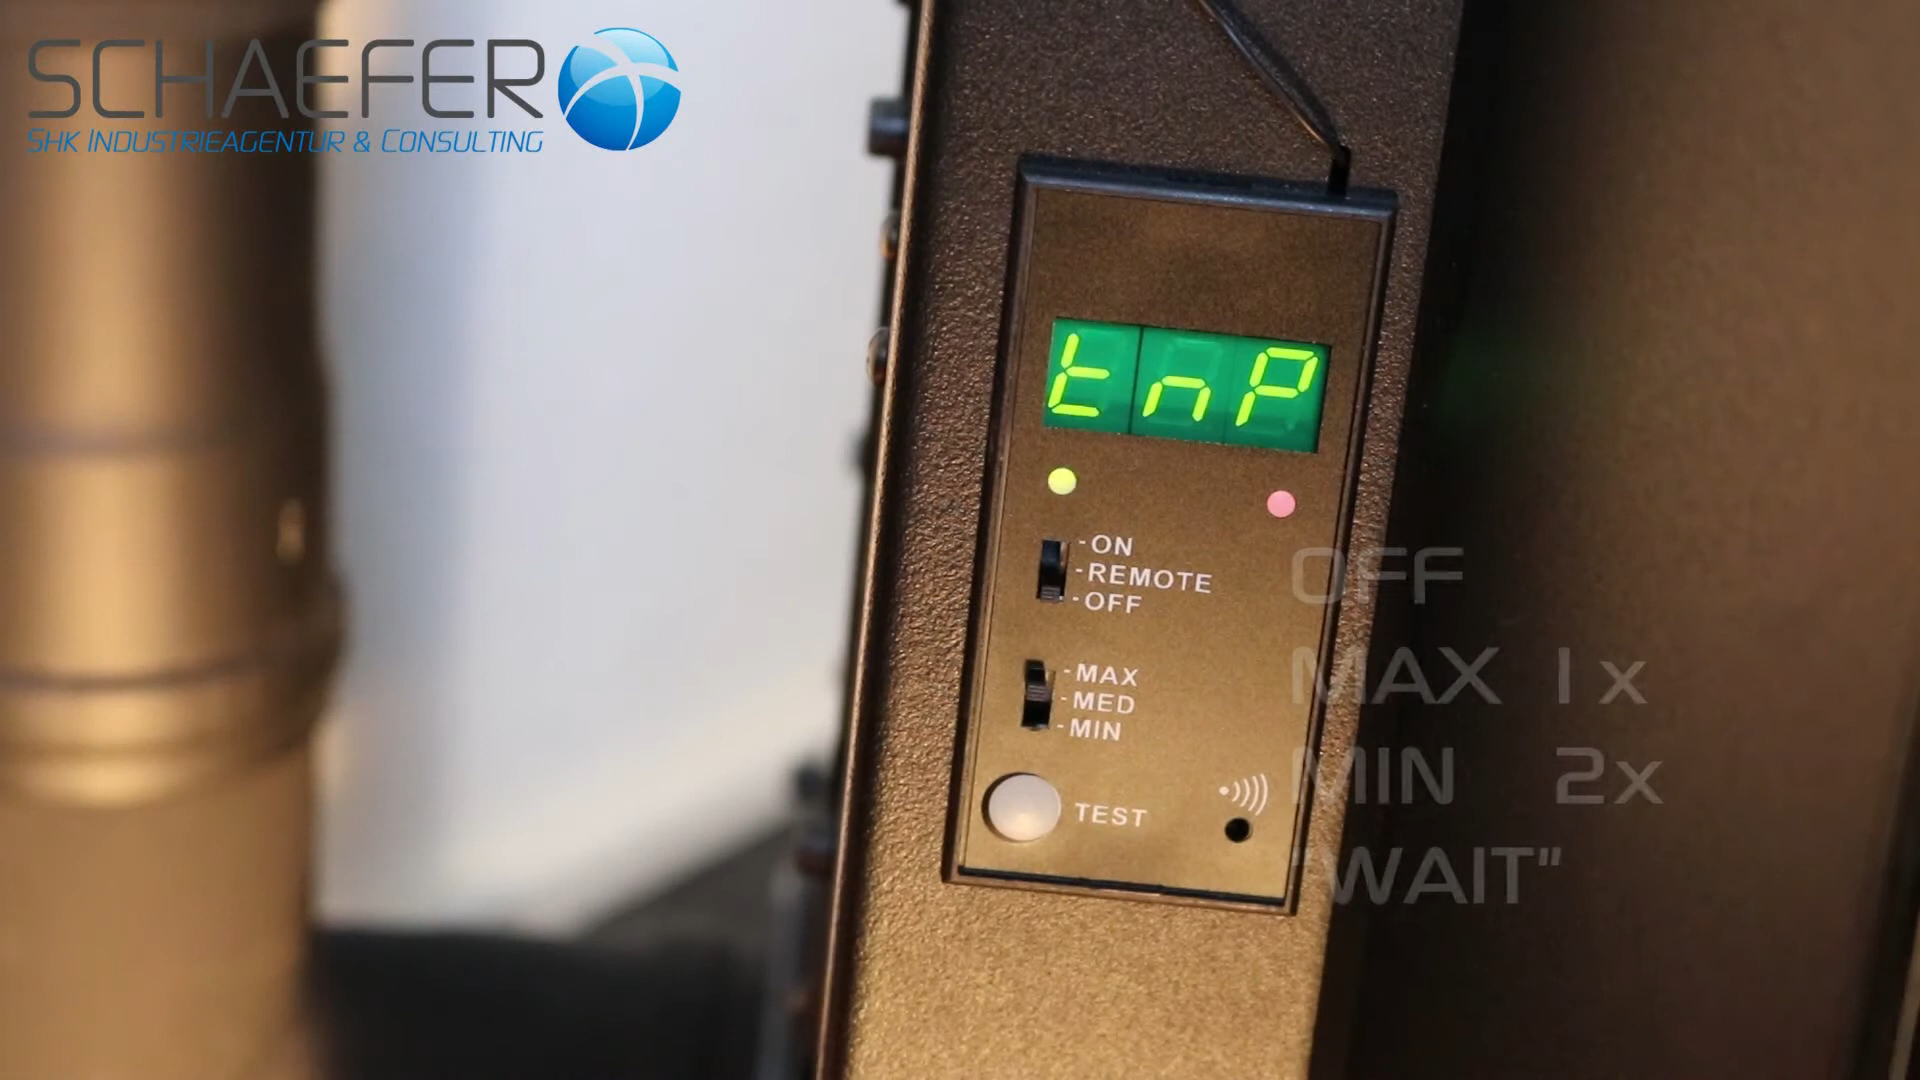 SCHAEFER
SHK INDUSTRIEAGENTUR & CONSULTING
tnP
-ON
-REMOTE
-OFF
-MAX
-MED
-MIN
TEST
OFF
MAX 1x
MIN 2x
"WAIT"